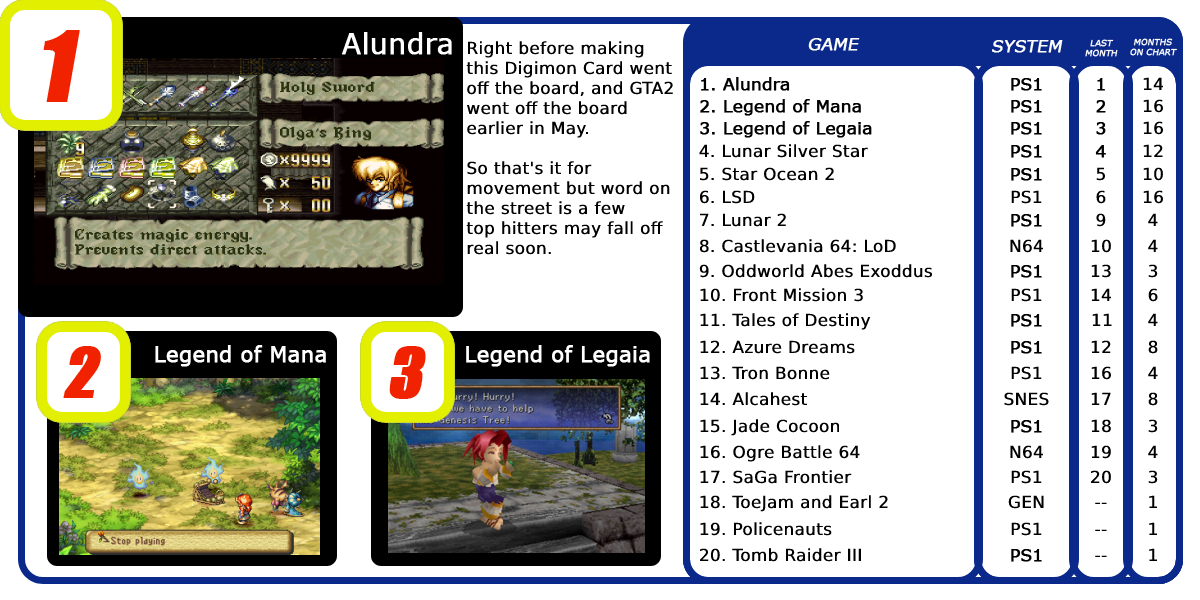 1
Alundra
Holy Sword
Olga's Ring
9
x9999
x 50
x 00
Creates magic energy.
Prevents direct attacks.
Right before making
this Digimon Card went
off the board, and GTA2
went off the board
earlier in May.
So that's it for
movement but word on
the street is a few
top hitters may fall off
real soon.
2
Legend of Mana
Stop playing
3
Legend of Legaia
urry! Hurry!
we have to help
enesis Tree!
GAME SYSTEM LAST MONTH MONTHS ON CHART
1. Alundra PS1 1 14
2. Legend of Mana PS1 2 16
3. Legend of Legaia PS1 3 16
4. Lunar Silver Star PS1 4 12
5. Star Ocean 2 PS1 5 10
6. LSD PS1 6 16
7. Lunar 2 PS1 9 4
8. Castlevania 64: LoD N64 10 4
9. Oddworld Abes Exoddus PS1 13 3
10. Front Mission 3 PS1 14 6
11. Tales of Destiny PS1 11 4
12. Azure Dreams PS1 12 8
13. Tron Bonne PS1 16 4
14. Alcahest SNES 17 8
15. Jade Cocoon PS1 18 3
16. Ogre Battle 64 N64 19 4
17. SaGa Frontier PS1 20 3
18. ToeJam and Earl 2 GEN -- 1
19. Policenauts PS1 -- 1
20. Tomb Raider III PS1 -- 1